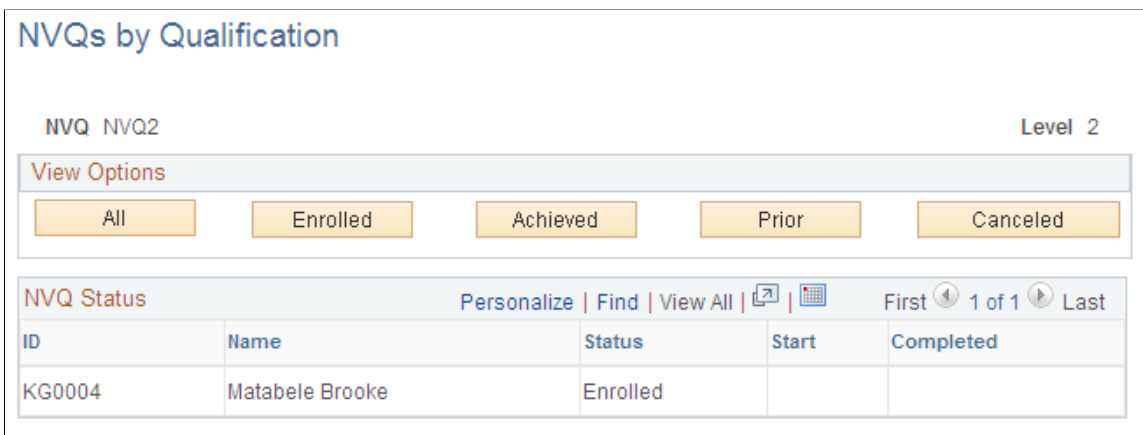 NVQs by Qualification
NVQ NVQ2 Level 2
View Options
All Enrolled Achieved Prior Canceled
NVQ Status Personalize | Find | View All | | First 1 of 1 Last
ID Name Status Start Completed
KG0004 Matabele Brooke Enrolled